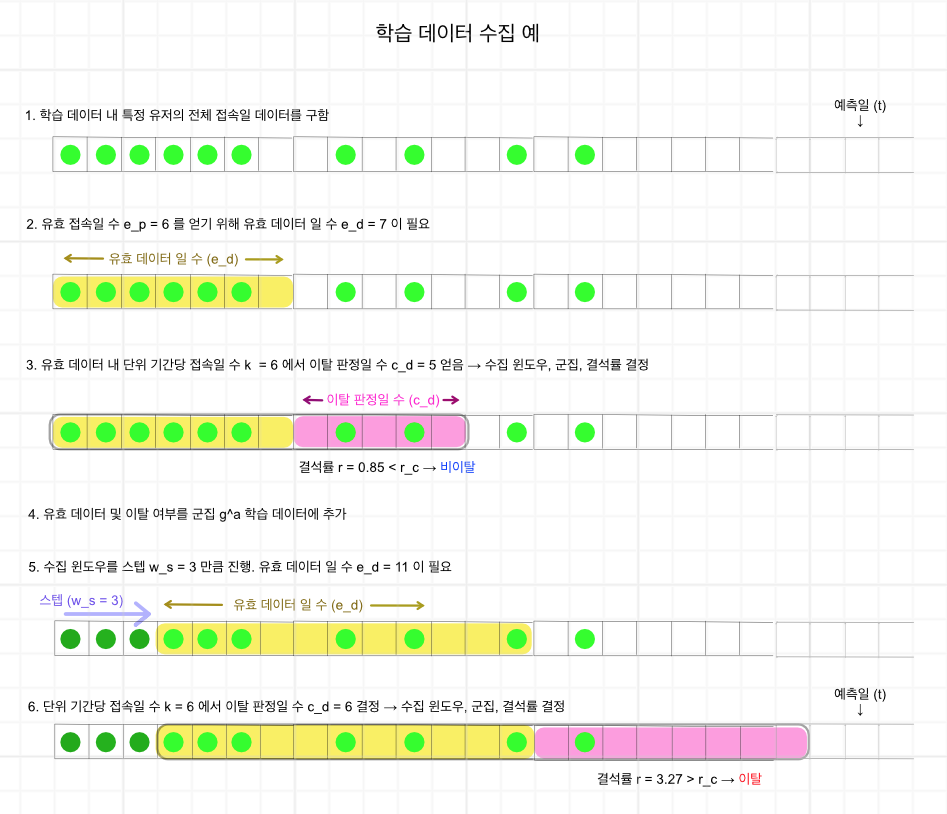 학습 데이터 수집 예
1. 학습 데이터 내 특정 유저의 전체 접속일 데이터를 구함
예측일 (t)
↓
2. 유효 접속일 수 e_p = 6 를 얻기 위해 유효 데이터 일 수 e_d = 7 이 필요
유효 데이터 일 수 (e_d)
3. 유효 데이터 내 단위 기간당 접속일 수 k = 6 에서 이탈 판정일 수 c_d = 5 얻음 → 수집 윈도우, 군집, 결석률 결정
이탈 판정일 수 (c_d)
결석률 r = 0.85 < r_c → 비이탈
4. 유효 데이터 및 이탈 여부를 군집 g^a 학습 데이터에 추가
5. 수집 윈도우를 스텝 w_s = 3 만큼 진행. 유효 데이터 일 수 e_d = 11 이 필요
스텝 (w_s = 3)
유효 데이터 일 수 (e_d)
6. 단위 기간당 접속일 수 k = 6 에서 이탈 판정일 수 c_d = 6 결정 → 수집 윈도우, 군집, 결석률 결정
예측일 (t)
↓
결석률 r = 3.27 > r_c → 이탈